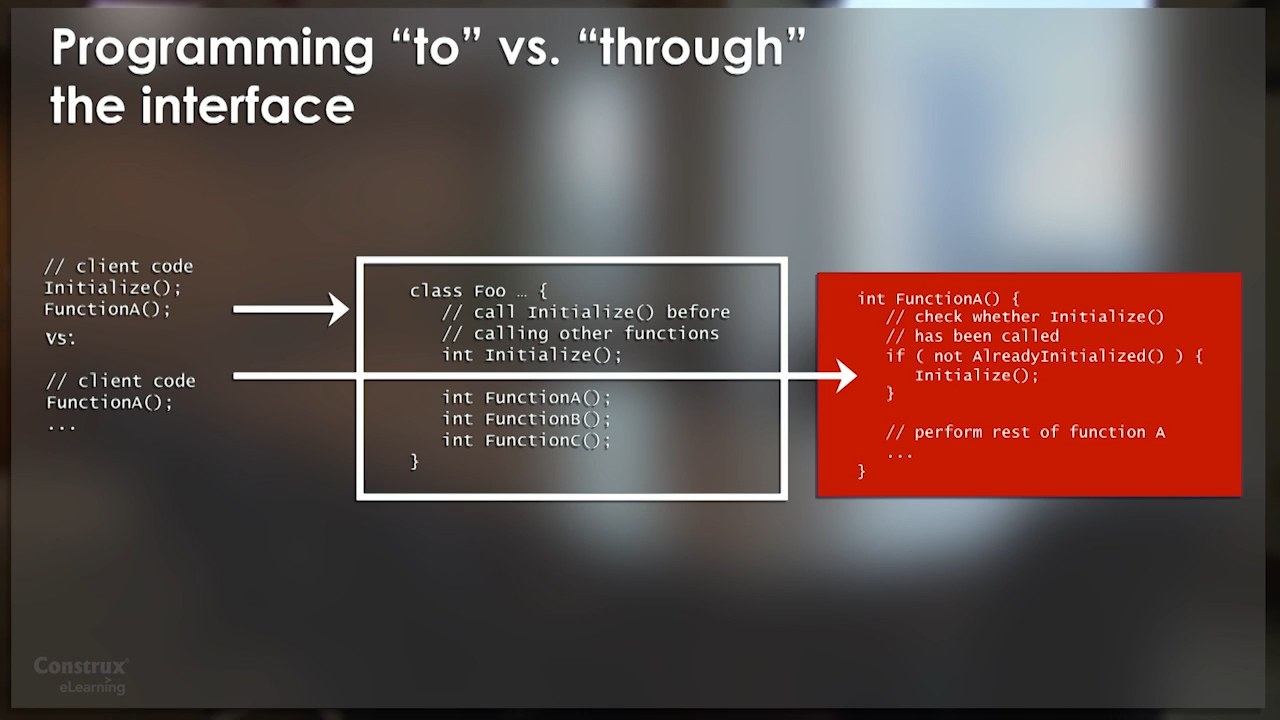 Programming “to” vs. “through”
the interface
// client code
Initialize();
FunctionA();
vs:
// client code
FunctionA();
...
class Foo … {
// call Initialize() before
// calling other functions
int Initialize();
int FunctionA();
int FunctionB();
int FunctionC();
}
int FunctionA() {
// check whether Initialize()
// has been called
if ( not AlreadyInitialized() ) {
Initialize();
}
// perform rest of function A
...
}
Construx®
eLearning